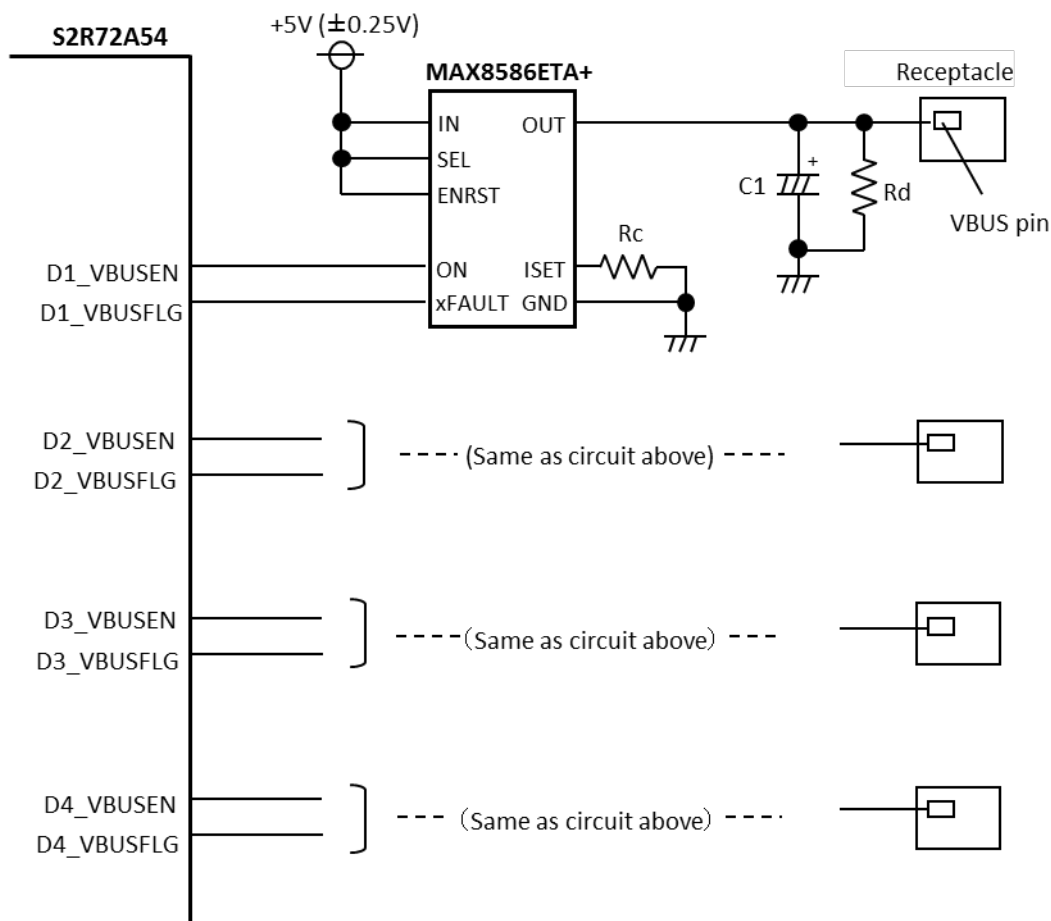 S2R72A54
+5V (±0.25V)
MAX8586ETA+
Receptacle
IN OUT
SEL
ENRST
C1 + Rd
VBUS pin
Rc
D1_VBUSEN ON ISET
D1_VBUSFLG xFAULT GND
D2_VBUSEN
(Same as circuit above)
D2_VBUSFLG
D3_VBUSEN
（Same as circuit above）
D3_VBUSFLG
D4_VBUSEN
（Same as circuit above）
D4_VBUSFLG